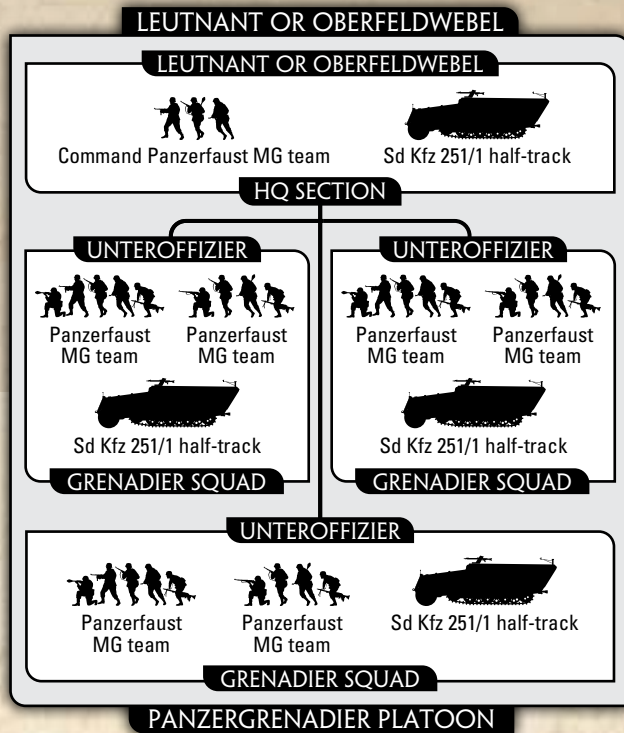 LEUTNANT OR OBERFELDWEBEL
LEUTNANT OR OBERFELDWEBEL
Command Panzerfaust MG team
Sd Kfz 251/1 half-track
HQ SECTION
UNTEROFFIZIER
Panzerfaust
MG team
Panzerfaust
MG team
Sd Kfz 251/1 half-track
GRENADIER SQUAD
UNTEROFFIZIER
Panzerfaust
MG team
Panzerfaust
MG team
Sd Kfz 251/1 half-track
GRENADIER SQUAD
UNTEROFFIZIER
Panzerfaust
MG team
Panzerfaust
MG team
Sd Kfz 251/1 half-track
GRENADIER SQUAD
PANZERGRENADIER PLATOON